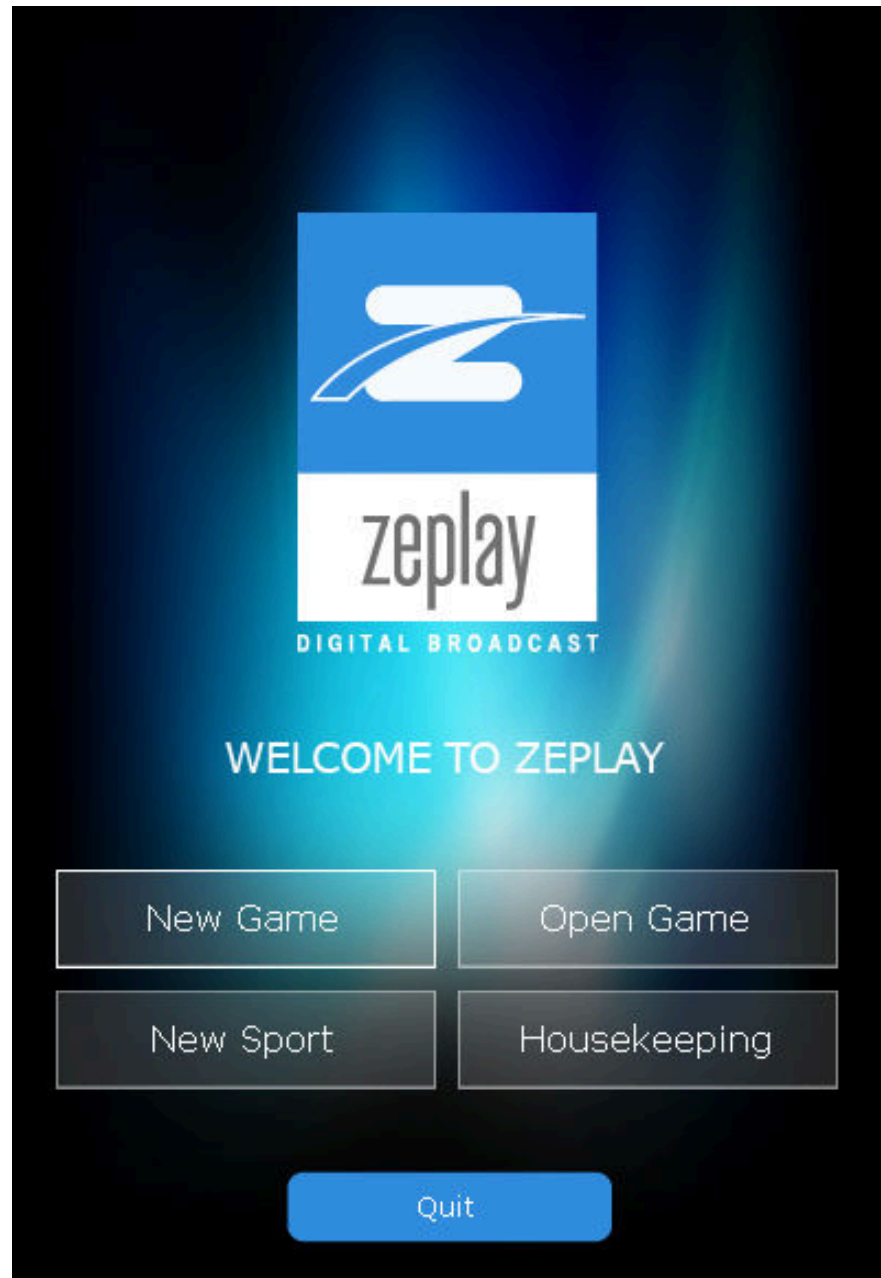 zeplay
DIGITAL BROADCAST
WELCOME TO ZEPLAY
New Game
Open Game
New Sport
Housekeeping
Quit